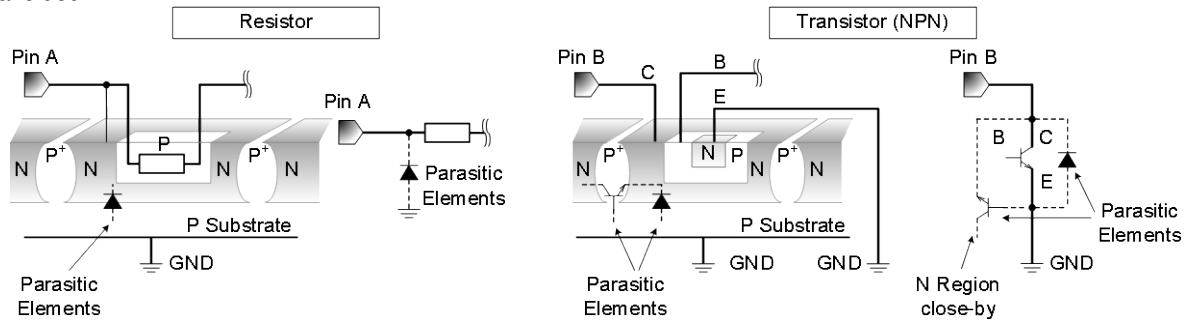 Resistor
Transistor (NPN)
Pin A
Pin A
Pin B
Pin B
C
B
E
N
P+
N
P
N
P+
N
N
P+
N
N
P
P+
N
B
C
E
Parasitic
Elements
P Substrate
GND
Parasitic
Elements
P Substrate
GND
GND
Parasitic
Elements
Parasitic
Elements
GND
N Region
close-by